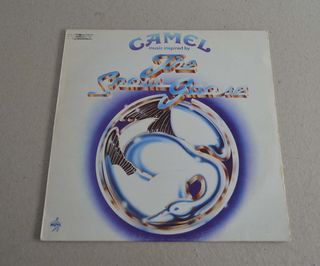 CAMEL
music inspired by
The
Snow Goose